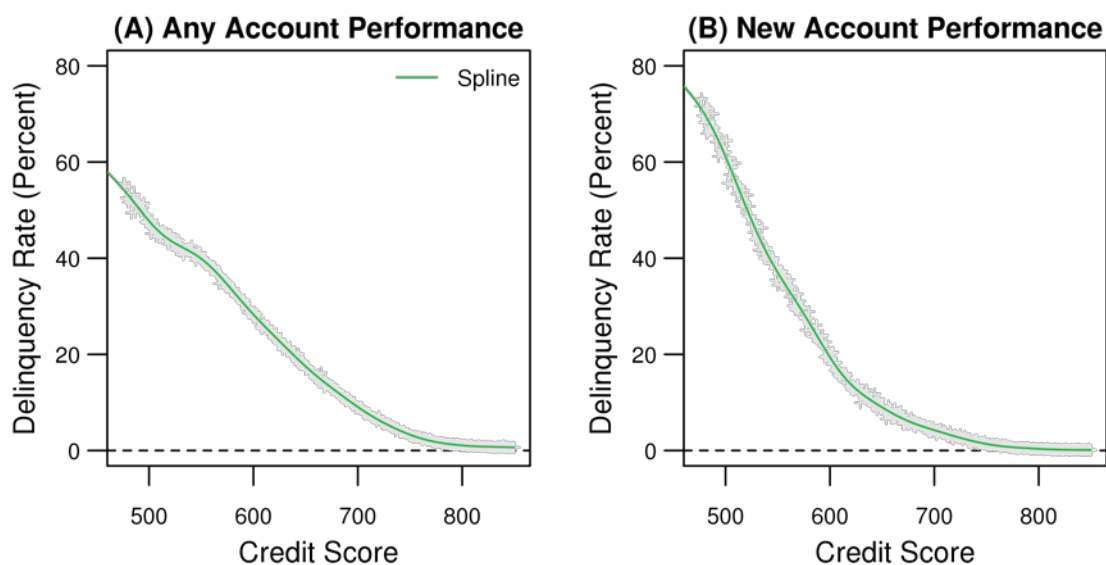 (A) Any Account Performance
Delinquency Rate (Percent)
80
60
40
20
0
Spline
500 600 700 800
Credit Score
(B) New Account Performance
Delinquency Rate (Percent)
80
60
40
20
0
500 600 700 800
Credit Score